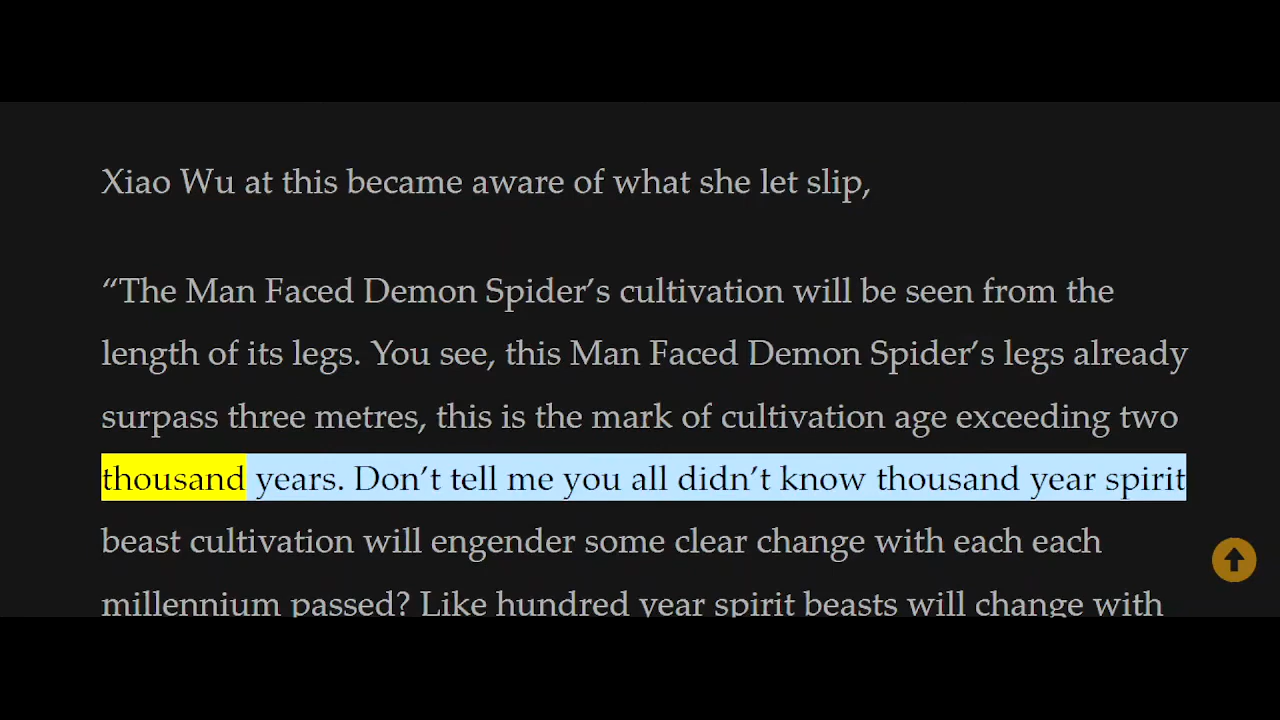 Xiao Wu at this became aware of what she let slip,
“The Man Faced Demon Spider’s cultivation will be seen from the
length of its legs. You see, this Man Faced Demon Spider’s legs already
surpass three metres, this is the mark of cultivation age exceeding two
thousand years. Don’t tell me you all didn’t know thousand year spirit
beast cultivation will engender some clear change with each each
millennium passed? Like hundred year spirit beasts will change with